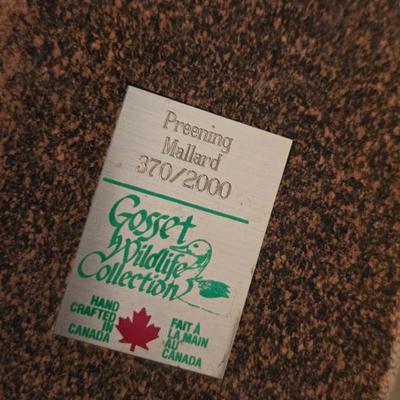 Preening
Mallard
370/2000
Gosset
Wildlife
Collection
HAND
CRAFTED
IN
CANADA
FAIT À
LA MAIN
AU
CANADA